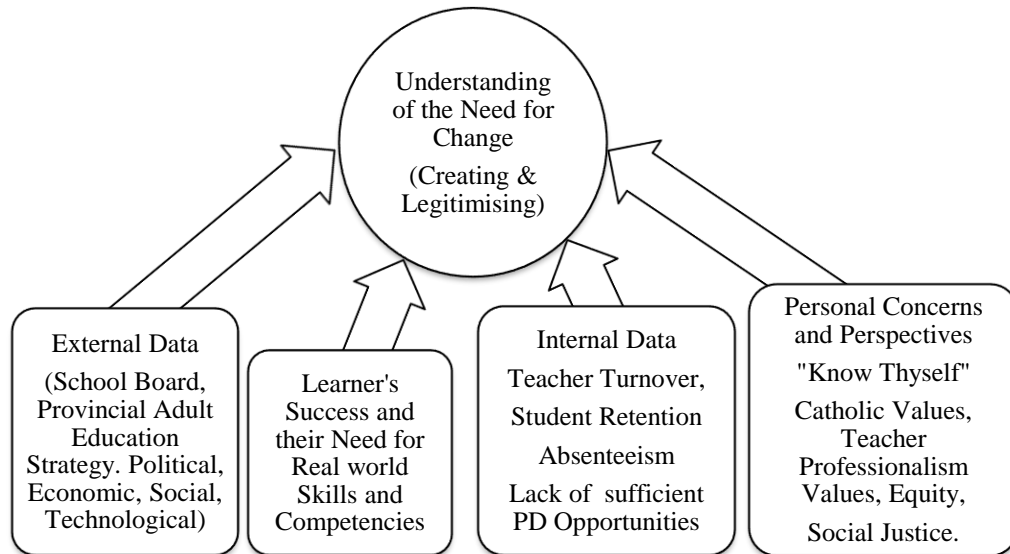 Understanding
of the Need for
Change
(Creating &
Legitimising)
External Data
(School Board,
Provincial Adult
Education
Strategy. Political,
Economic, Social,
Technological)
Learner's
Success and
their Need for
Real world
Skills and
Competencies
Internal Data
Teacher Turnover,
Student Retention
Absenteeism
Lack of sufficient
PD Opportunities
Personal Concerns
and Perspectives
"Know Thyself"
Catholic Values,
Teacher
Professionalism
Values, Equity,
Social Justice.